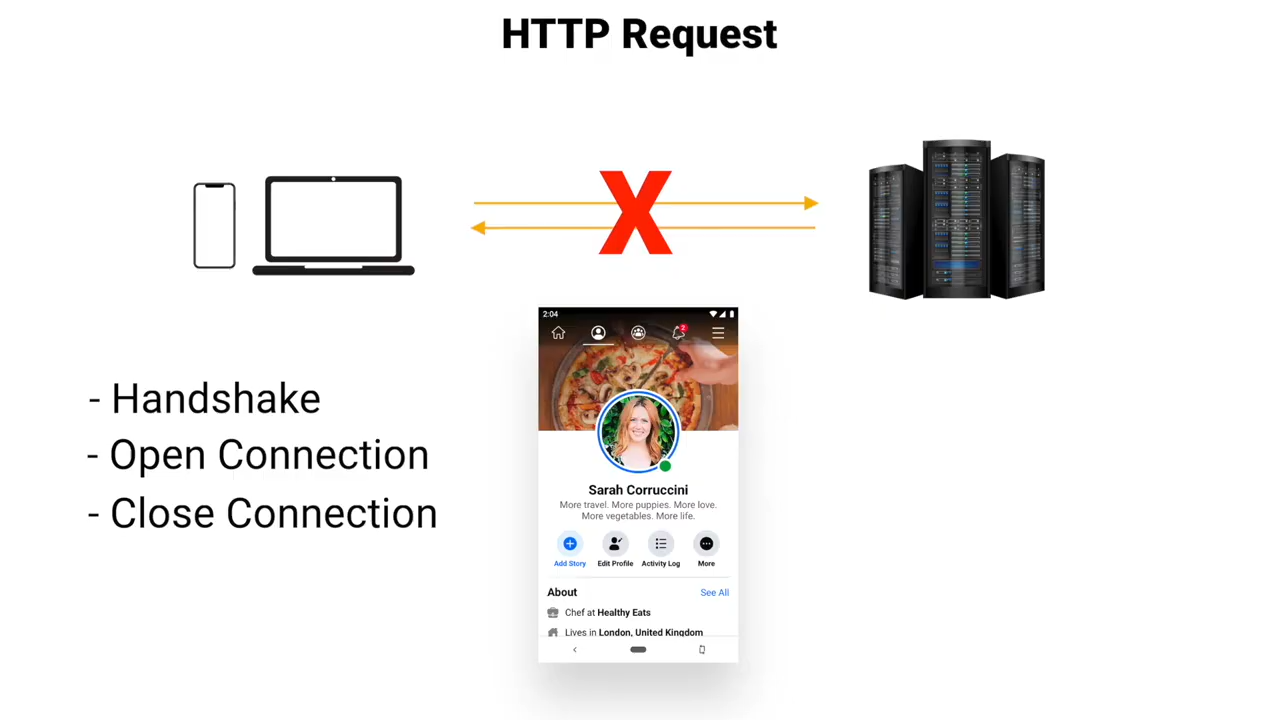 HTTP Request
X
- Handshake
- Open Connection
- Close Connection
2:04
2
Sarah Corruccini
More travel. More puppies. More love.
More vegetables. More life.
Add Story
Edit Profile
Activity Log
More
About
See All
Chef at Healthy Eats
Lives in London, United Kingdom